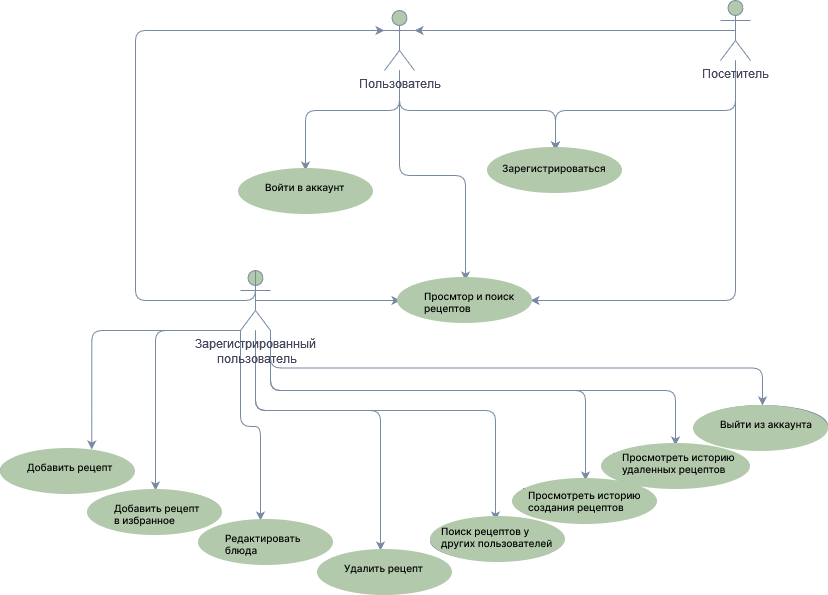 Посетитель
Пользователь
Зарегистрироваться
Войти в аккаунт
Просмтор и поиск
рецептов
Зарегистрированный
пользователь
Выйти из аккаунта
Просмотреть историю
удаленных рецептов
Добавить рецепт
Просмотреть историю
создания рецептов
Добавить рецепт
в избранное
Поиск рецептов у
других пользователей
Редактировать
блюда
Удалить рецепт